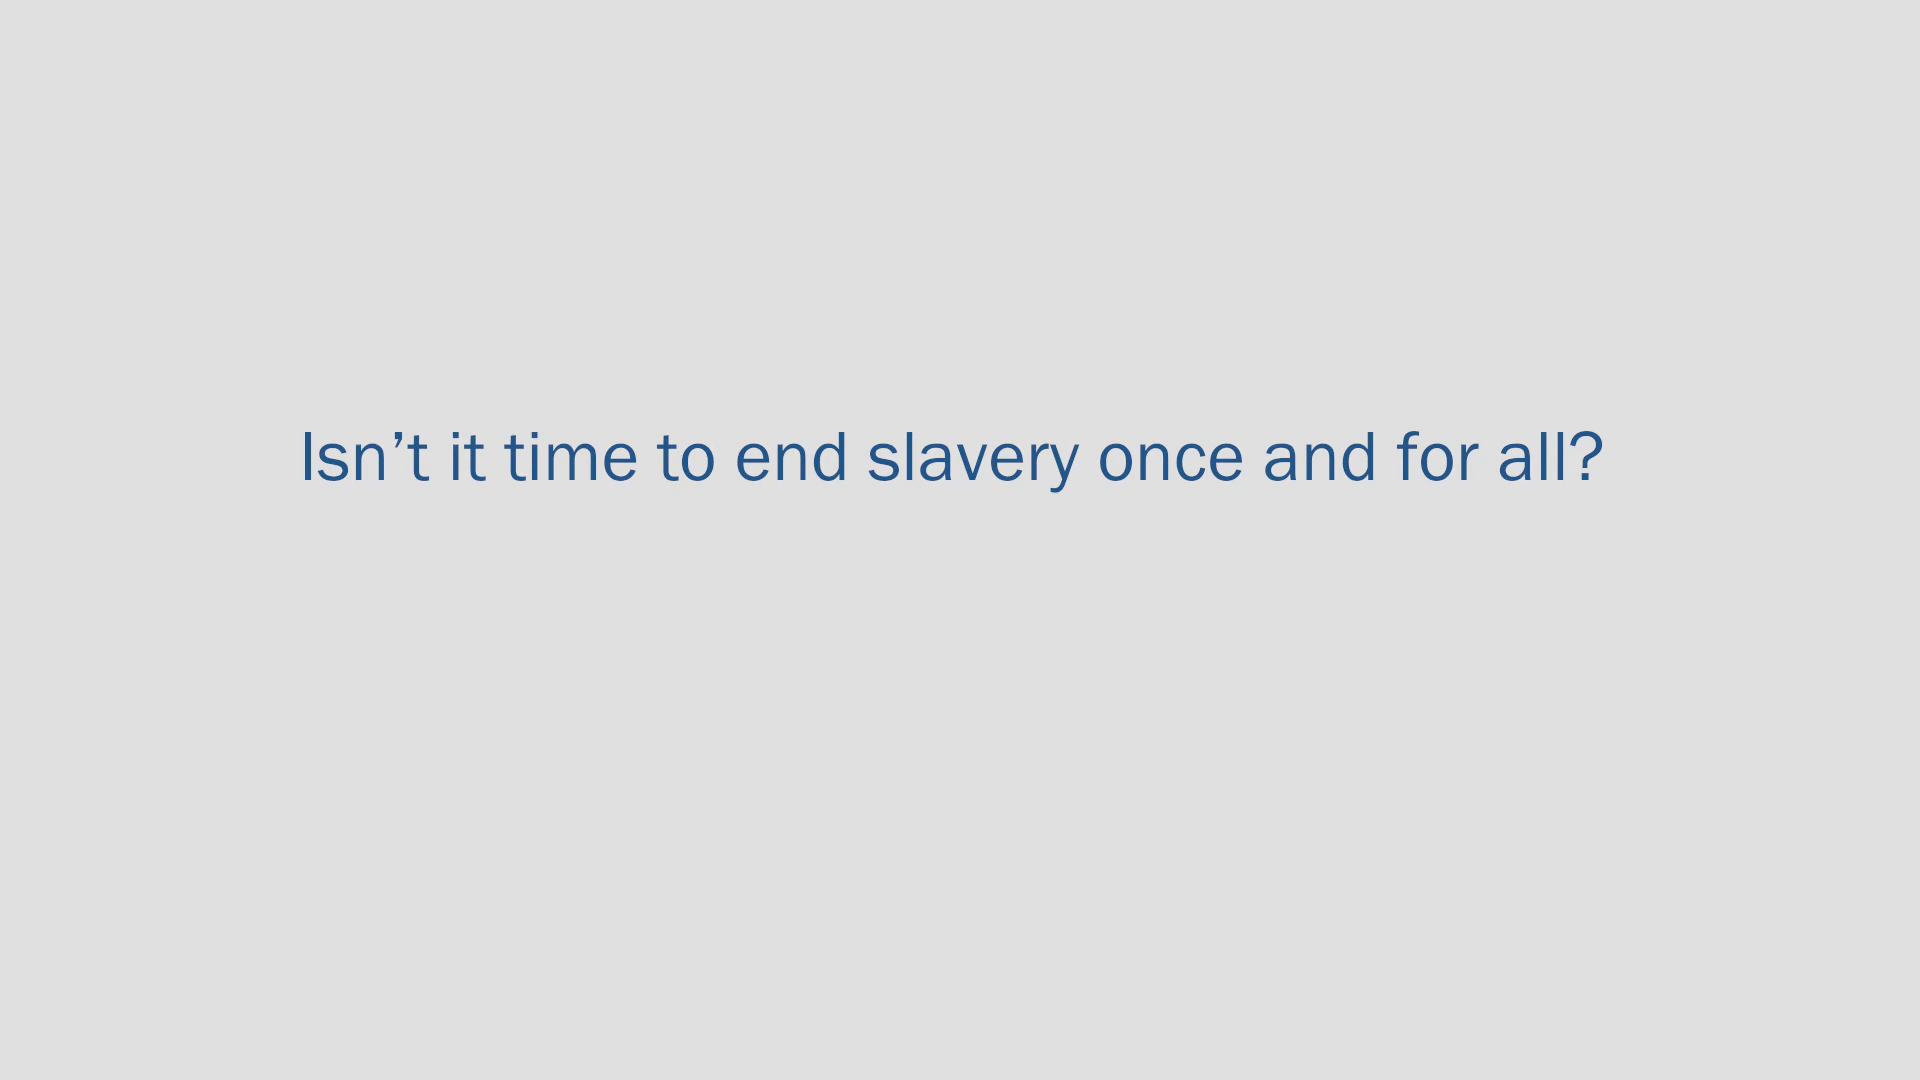 Isn’t it time to end slavery once and for all?